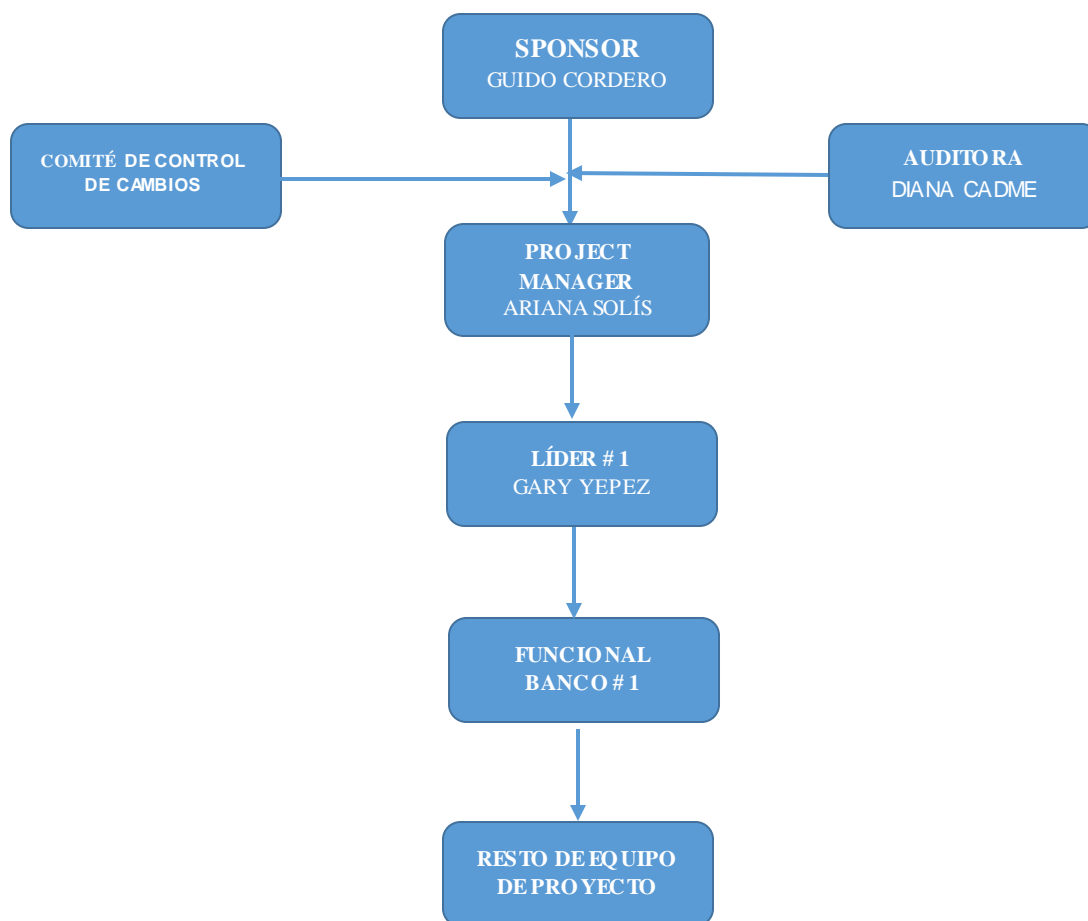 SPONSOR
GUIDO CORDERO
COMITÉ DE CONTROL
DE CAMBIOS
AUDITORA
DIANA CADME
PROJECT
MANAGER
ARIANA SOLÍS
LÍDER # 1
GARY YEPEZ
FUNCIONAL
BANCO # 1
RESTO DE EQUIPO
DE PROYECTO